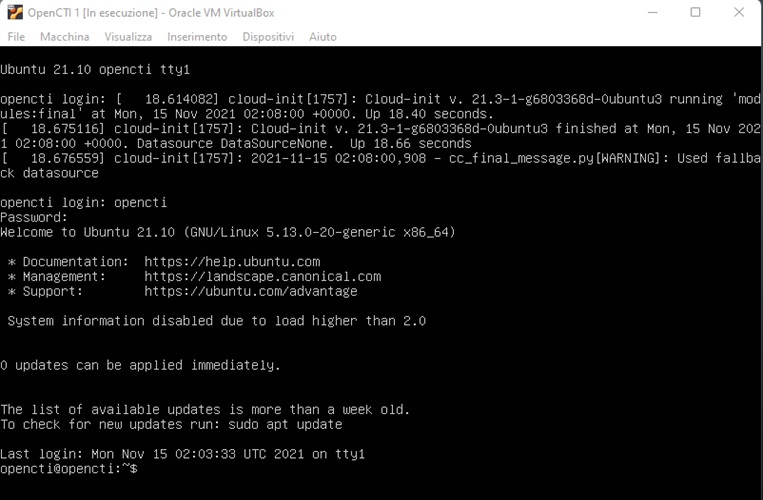 OpenCTI 1 [In esecuzione] - Oracle VM VirtualBox
File Macchina Visualizza Inserimento Dispositivi Aiuto
Ubuntu 21.10 opencti tty1
opencti login: [   18.614082] cloud-init[1757]: Cloud-init v. 21.3-1-g6803368d-0ubuntu3 running 'mod
ules:final' at Mon, 15 Nov 2021 02:08:00 +0000. Up 18.40 seconds.
[   18.675116] cloud-init[1757]: Cloud-init v. 21.3-1-g6803368d-0ubuntu3 finished at Mon, 15 Nov 202
1 02:08:00 +0000. Datasource DataSourceNone.  Up 18.66 seconds
[   18.676559] cloud-init[1757]: 2021-11-15 02:08:00,908 - cc_final_message.py[WARNING]: Used fallba
ck datasource
opencti login: opencti
Password:
Welcome to Ubuntu 21.10 (GNU/Linux 5.13.0-20-generic x86_64)
* Documentation:  https://help.ubuntu.com
* Management:     https://landscape.canonical.com
* Support:        https://ubuntu.com/advantage
System information disabled due to load higher than 2.0
0 updates can be applied immediately.
The list of available updates is more than a week old.
To check for new updates run: sudo apt update
Last login: Mon Nov 15 02:03:33 UTC 2021 on tty1
opencti@opencti:~$